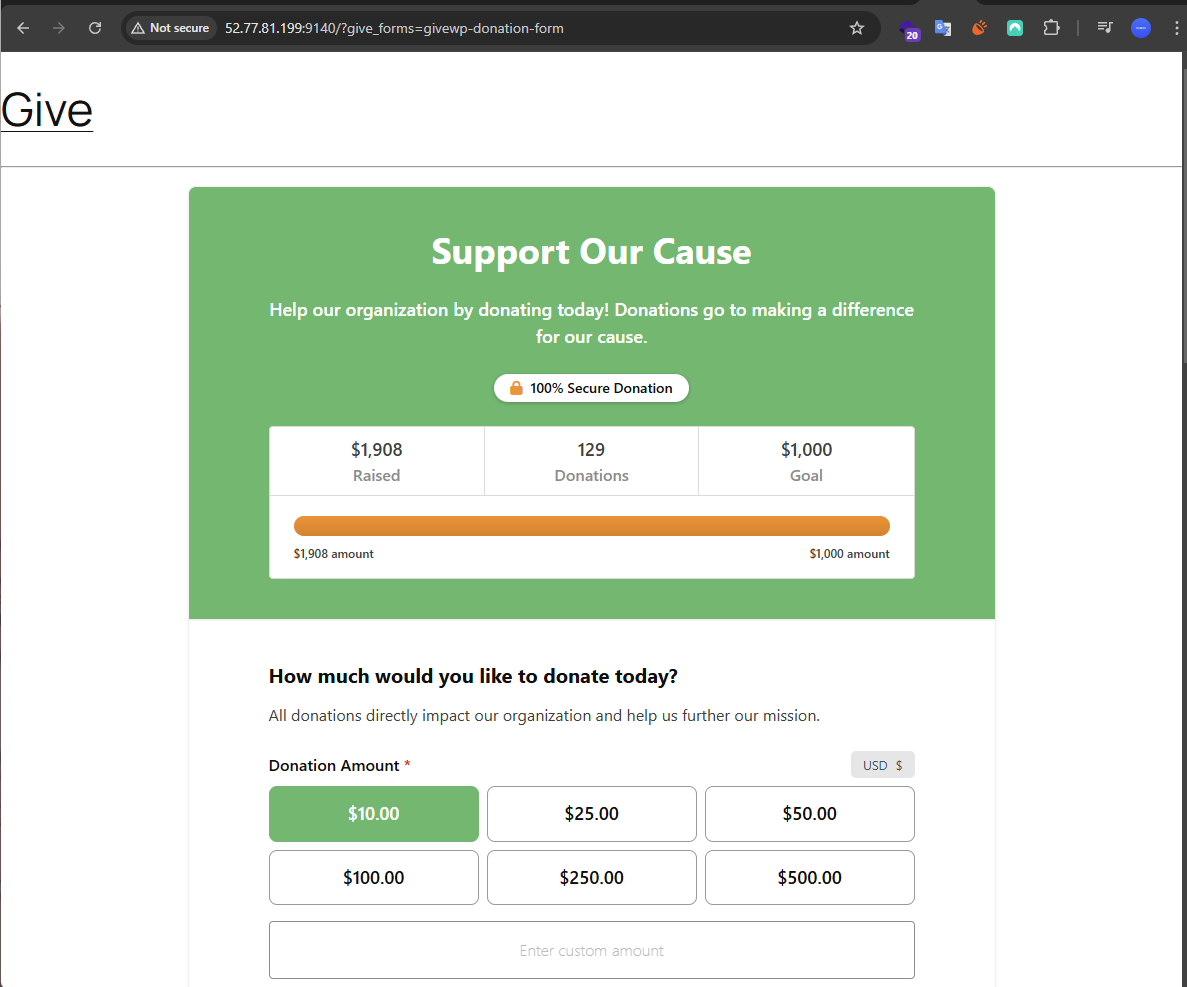 Not secure 52.77.81.199:9140/?give_forms=givewp-donation-form
20
Give
Support Our Cause
Help our organization by donating today! Donations go to making a difference
for our cause.
100% Secure Donation
$1,908 129 $1,000
Raised Donations Goal
$1,908 amount $1,000 amount
How much would you like to donate today?
All donations directly impact our organization and help us further our mission.
Donation Amount * USD $
$10.00 $25.00 $50.00
$100.00 $250.00 $500.00
Enter custom amount